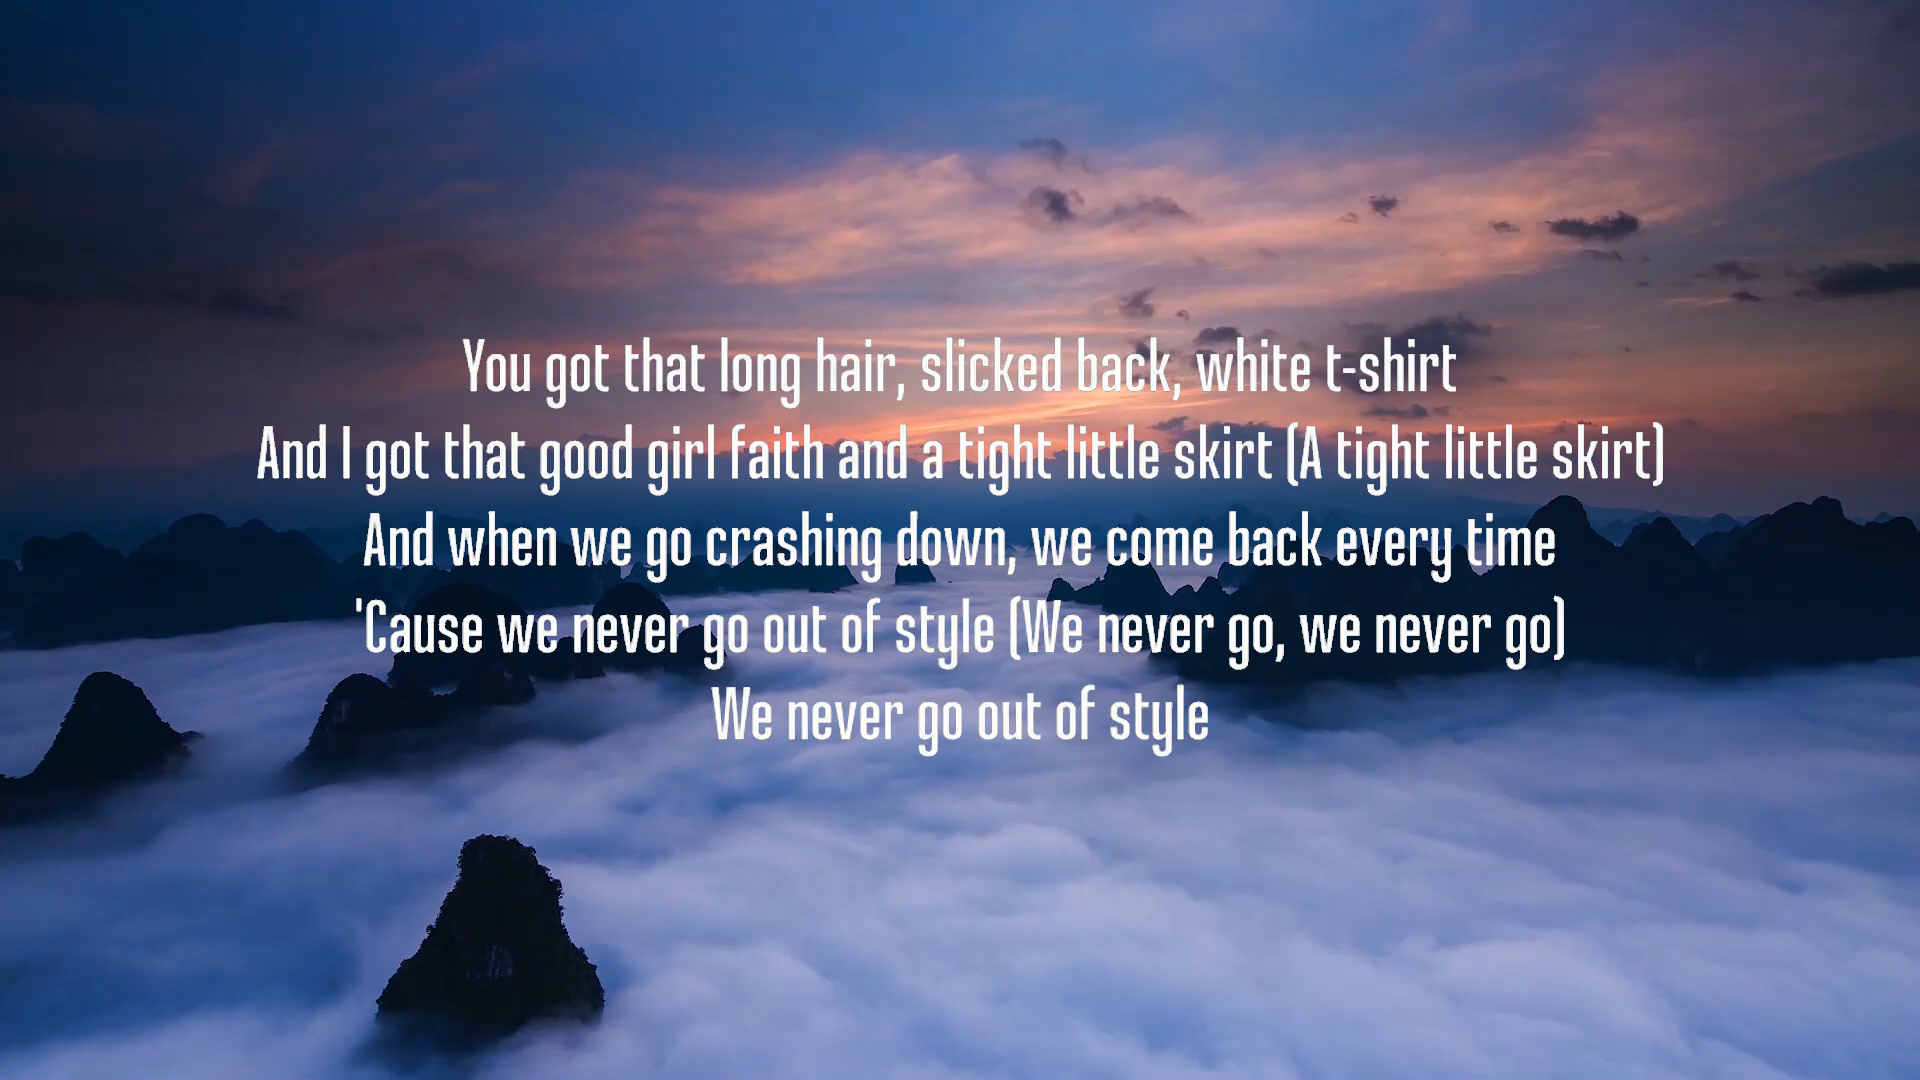 You got that long hair, slicked back, white t-shirt
And I got that good girl faith and a tight little skirt (A tight little skirt)
And when we go crashing down, we come back every time
'Cause we never go out of style (We never go, we never go)
We never go out of style